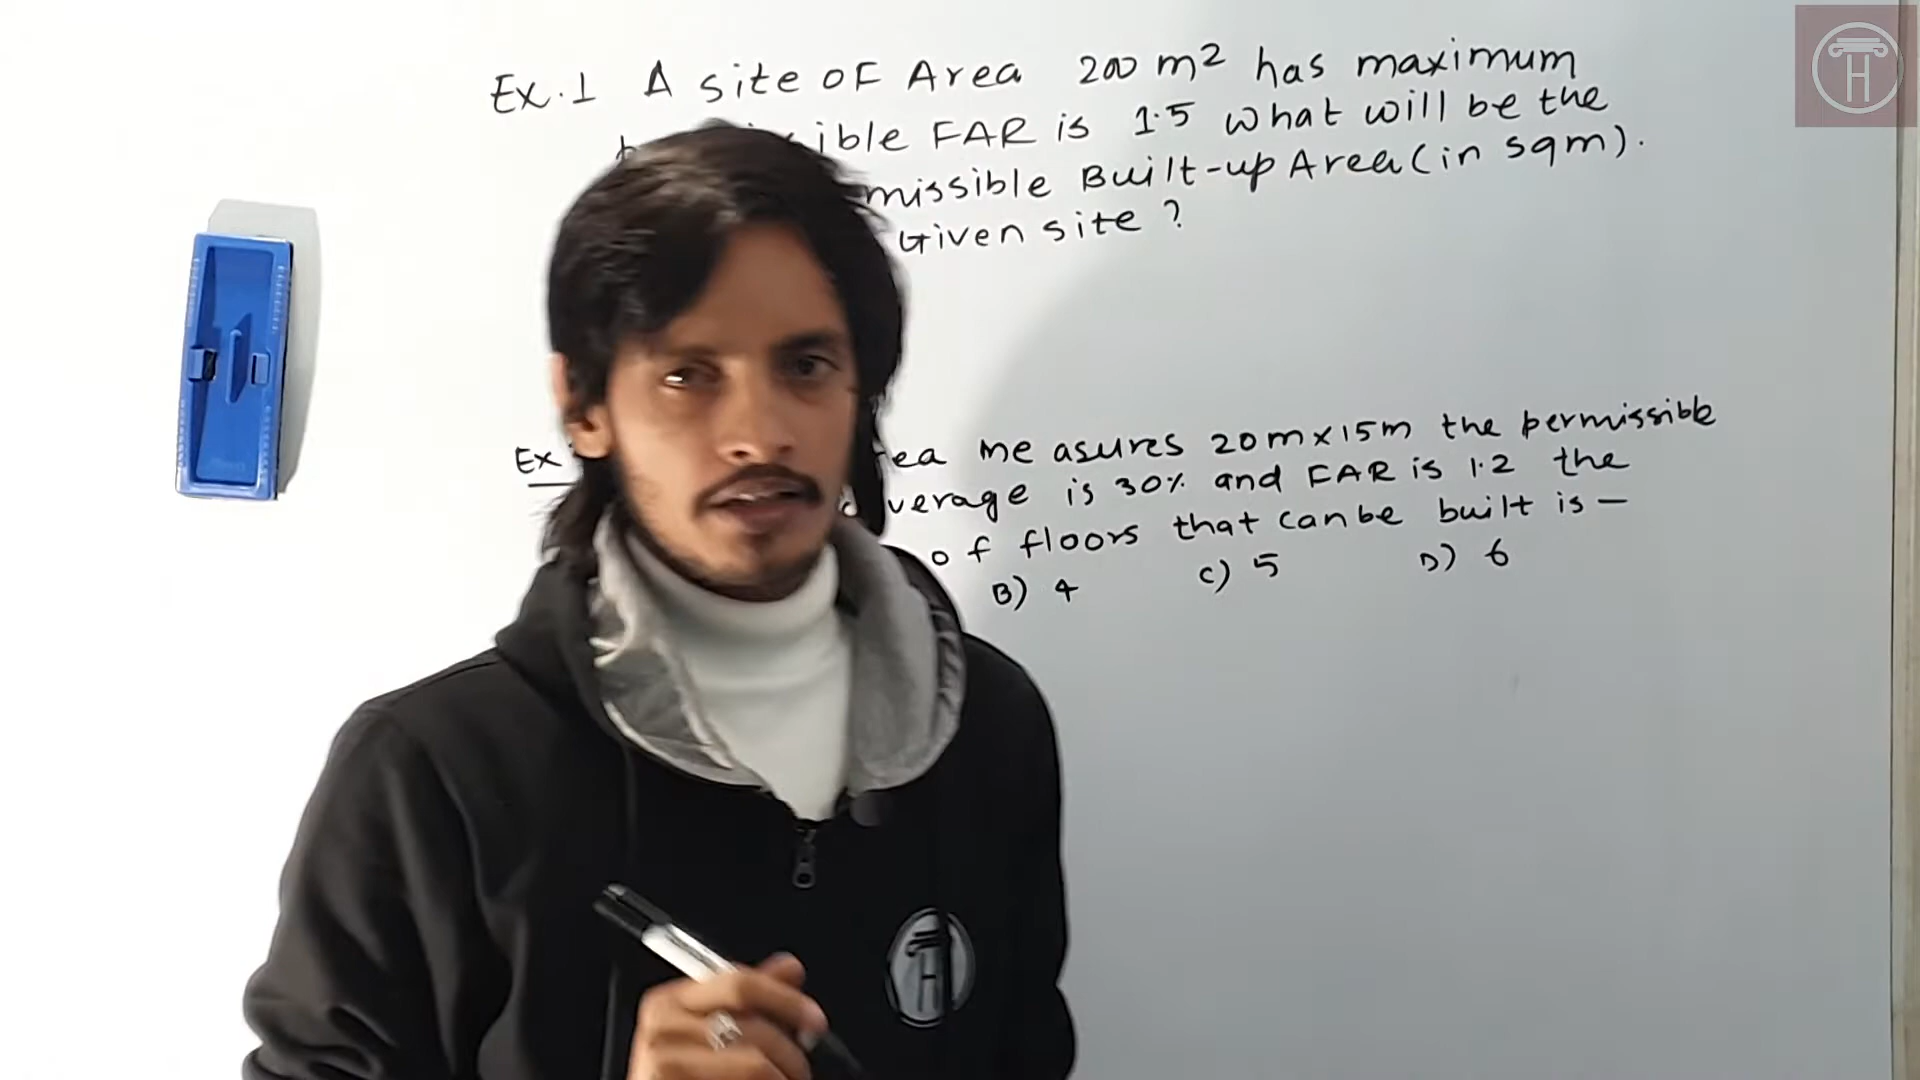 Ex.1 A site of Area 200 m² has maximum
ible FAR is 1.5 what will be the
missible Built-up Area (in sqm).
Given site ?
Ex ea me asures 20m x 15m the permissible
verage is 30% and FAR is 1.2 the
of floors that can be built is —
B) 4 C) 5 D) 6
H
H